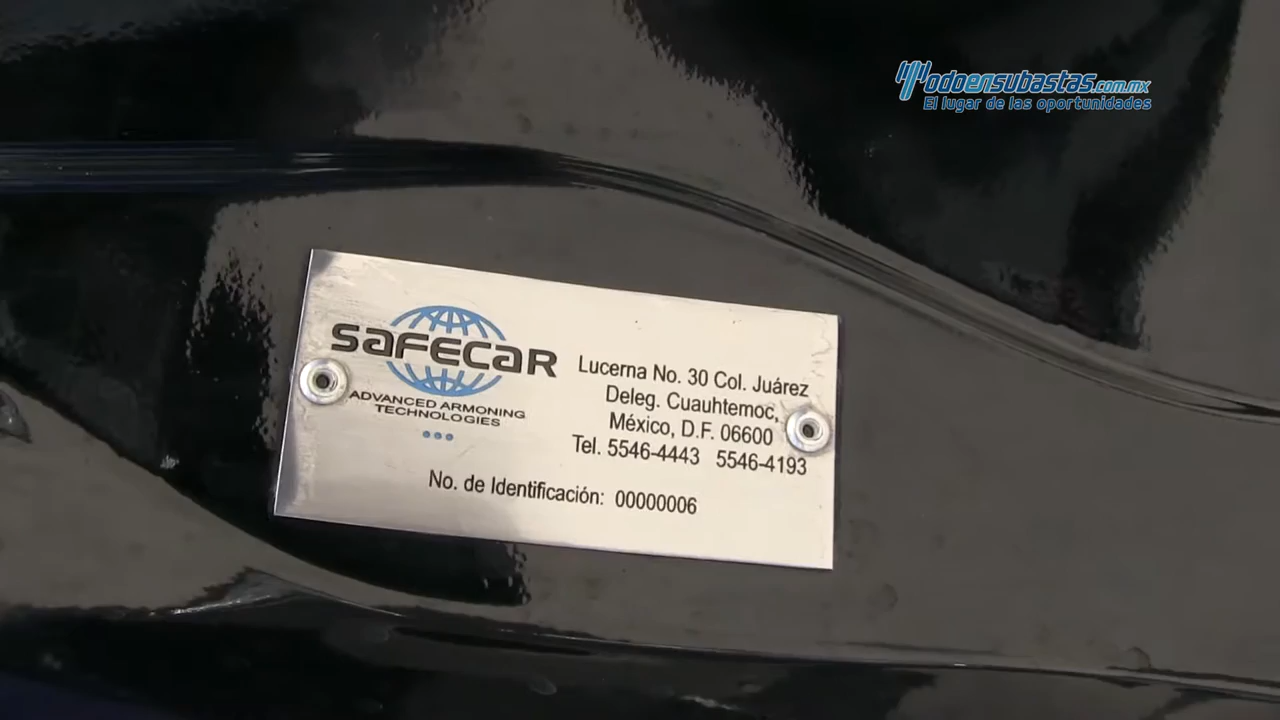 todoensubastas.com.mx
El lugar de las oportunidades
safecar
ADVANCED ARMONING
TECHNOLOGIES
Lucerna No. 30 Col. Juárez
Deleg. Cuauhtemoc,
México, D.F. 06600
Tel. 5546-4443 5546-4193
No. de Identificación: 00000006